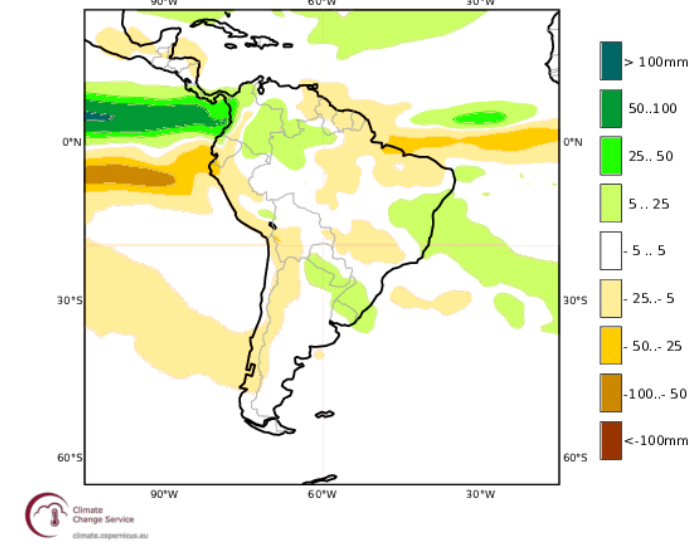 90°W 60°W 30°W
> 100mm
50..100
0°N 0°N
25.. 50
5 .. 25
- 5 .. 5
30°S 30°S
- 25..- 5
- 50..- 25
-100..- 50
<-100mm
60°S 60°S
90°W 60°W 30°W
Climate
Change Service
climate.copernicus.eu